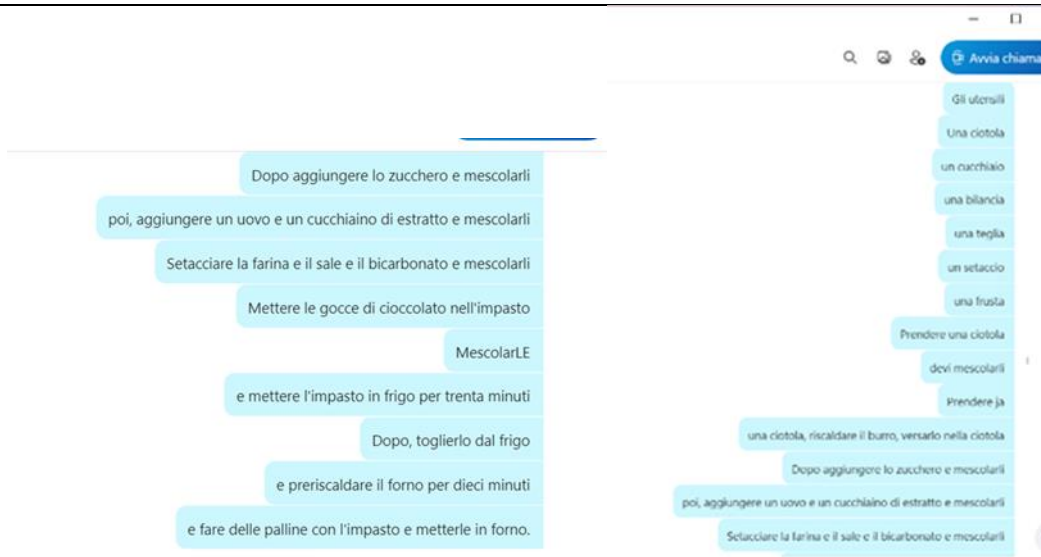 Dopo aggiungere lo zucchero e mescolarli
poi, aggiungere un uovo e un cucchiaino di estratto e mescolarli
Setacciare la farina e il sale e il bicarbonato e mescolarli
Mettere le gocce di cioccolato nell'impasto
MescolarLE
e mettere l'impasto in frigo per trenta minuti
Dopo, toglierlo dal frigo
e preriscaldare il forno per dieci minuti
e fare delle palline con l'impasto e metterle in forno.
Avvia chiama
Gli utensili
Una ciotola
un cucchiaio
una bilancia
una teglia
un setaccio
una frusta
Prendere una ciotola
devi mescolarli
Prendere ja
una ciotola, riscaldare il burro, versarlo nella ciotola
Dopo aggiungere lo zucchero e mescolarli
poi, aggiungere un uovo e un cucchiaino di estratto e mescolarli
Setacciare la farina e il sale e il bicarbonato e mescolarli